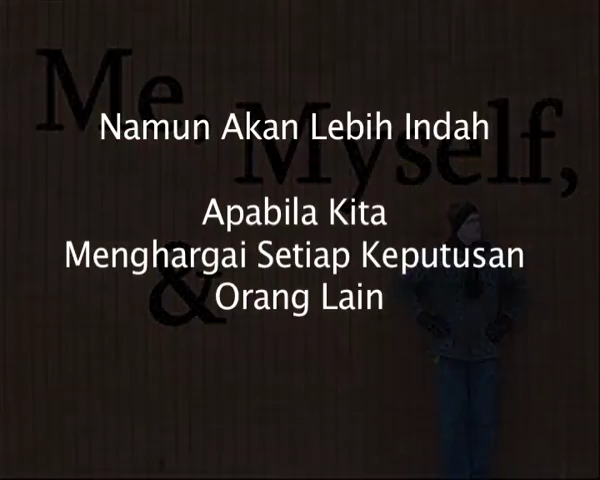 Me,
Myself,
&
Namun Akan Lebih Indah
Apabila Kita
Menghargai Setiap Keputusan
Orang Lain